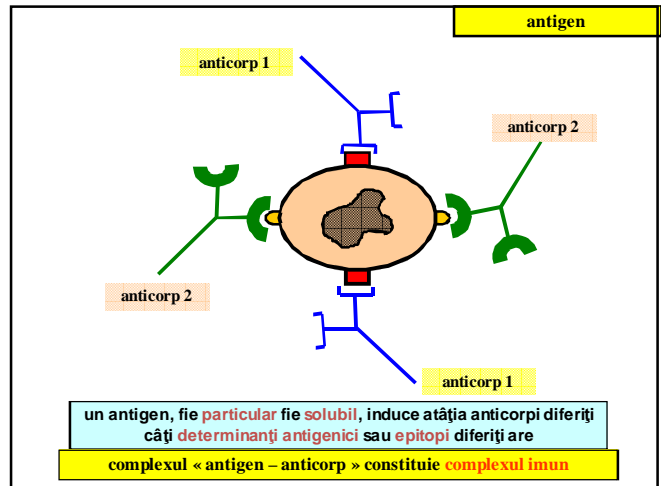 antigen
anticorp 1
anticorp 2
anticorp 2
anticorp 1
un antigen, fie particular fie solubil, induce atâţia anticorpi diferiţi
câţi determinanţi antigenici sau epitopi diferiţi are
complexul « antigen – anticorp » constituie complexul imun